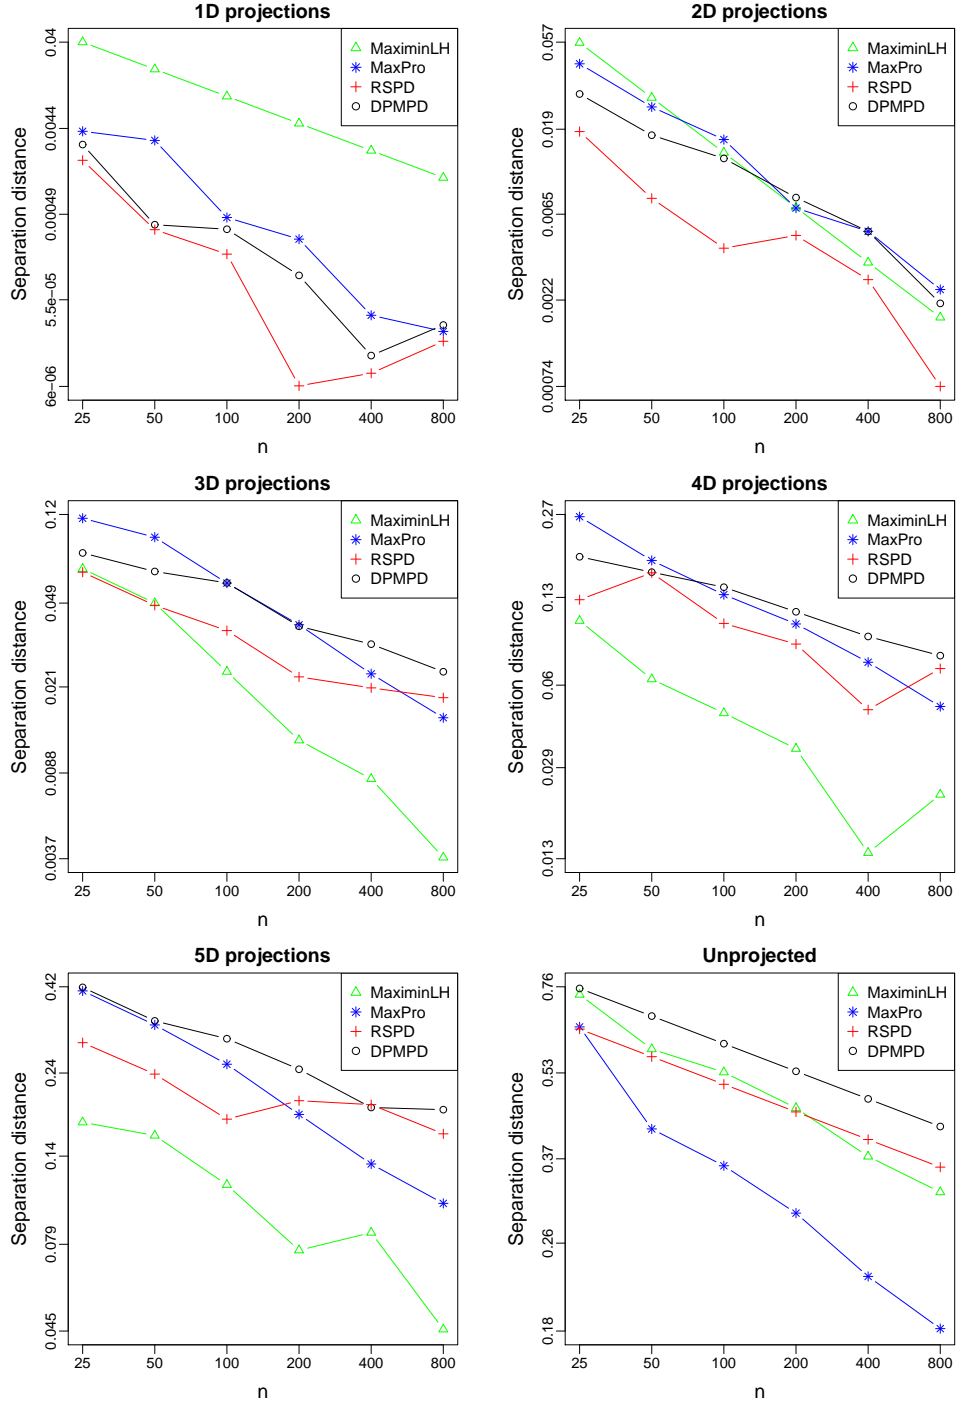 1D projections
Separation distance
0.04
0.0044
0.00049
5.5e-05
6e-06
MaximinLH
MaxPro
RSPD
DPMPD
25 50 100 200 400 800
n
2D projections
Separation distance
0.057
0.019
0.0065
0.0022
0.00074
MaximinLH
MaxPro
RSPD
DPMPD
25 50 100 200 400 800
n
3D projections
Separation distance
0.12
0.049
0.021
0.0088
0.0037
MaximinLH
MaxPro
RSPD
DPMPD
25 50 100 200 400 800
n
4D projections
Separation distance
0.27
0.13
0.06
0.029
0.013
MaximinLH
MaxPro
RSPD
DPMPD
25 50 100 200 400 800
n
5D projections
Separation distance
0.42
0.24
0.14
0.079
0.045
MaximinLH
MaxPro
RSPD
DPMPD
25 50 100 200 400 800
n
Unprojected
Separation distance
0.76
0.53
0.37
0.26
0.18
MaximinLH
MaxPro
RSPD
DPMPD
25 50 100 200 400 800
n